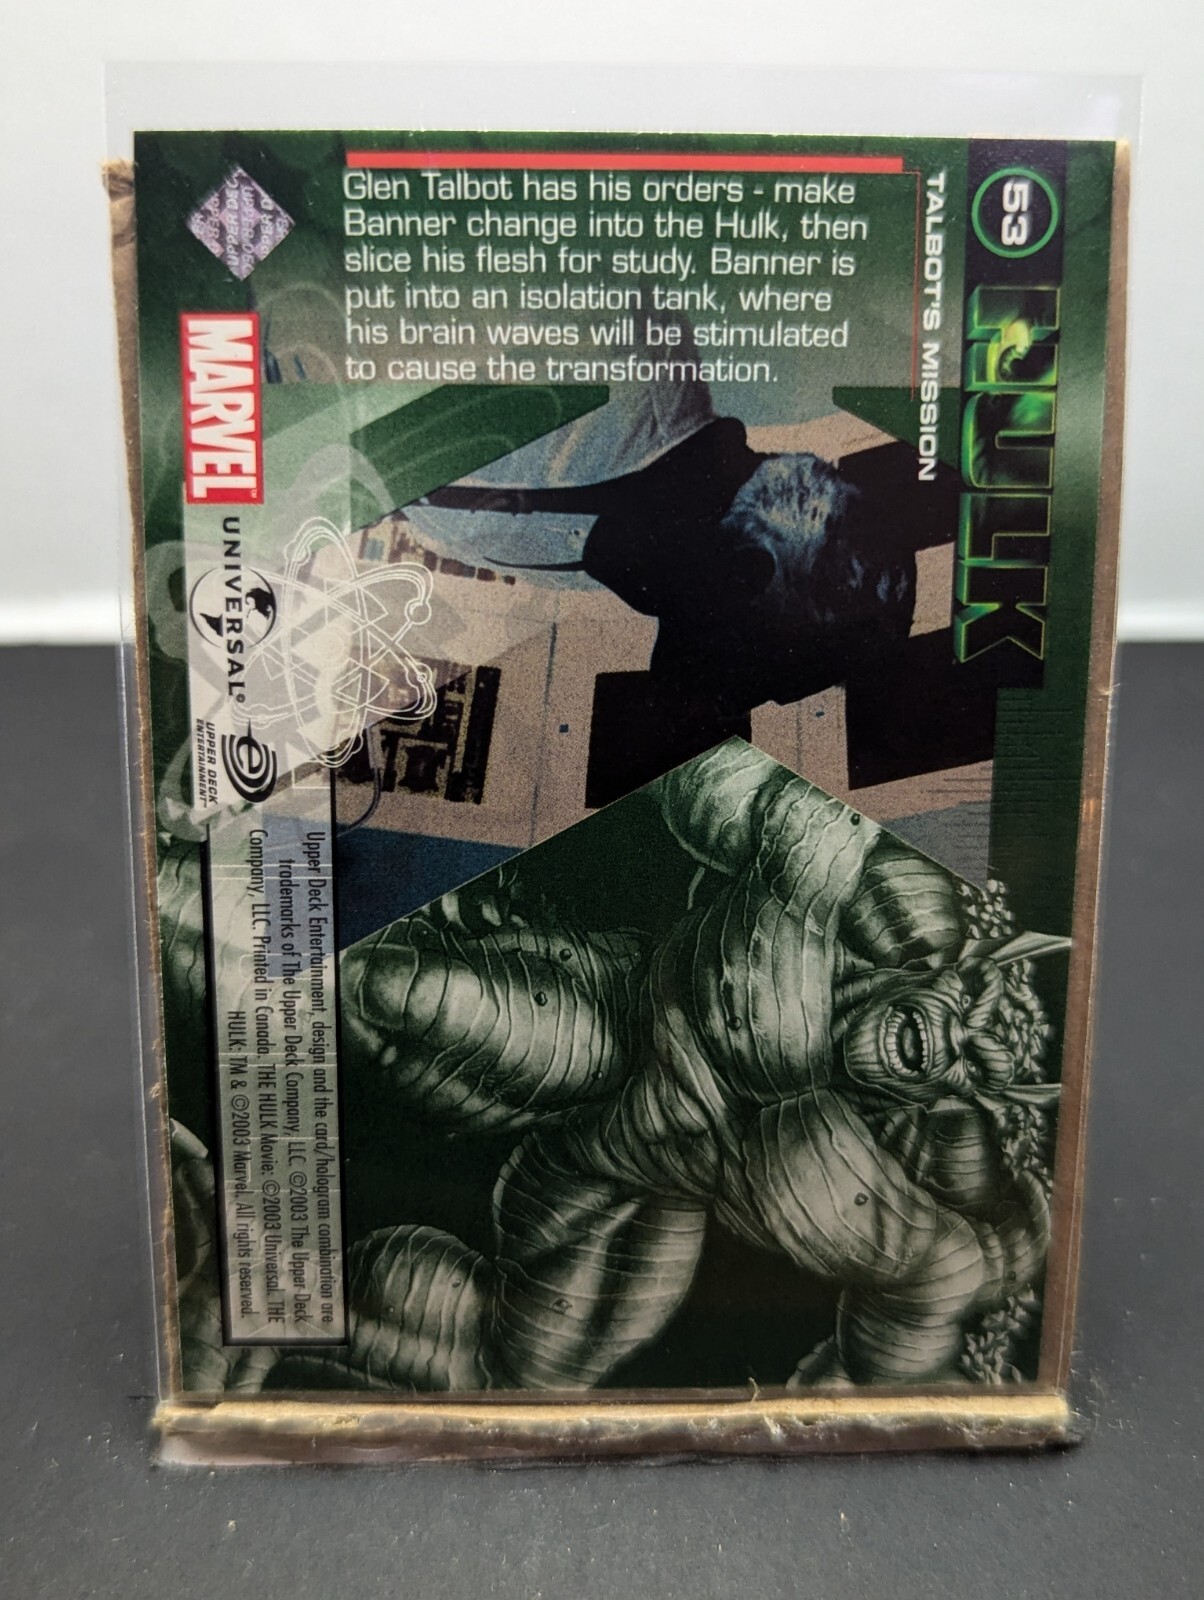 53
HULK
TALBOT'S MISSION
Glen Talbot has his orders - make
Banner change into the Hulk, then
slice his flesh for study. Banner is
put into an isolation tank, where
his brain waves will be stimulated
to cause the transformation.
MARVEL
UNIVERSAL
e
UPPER DECK
ENTERTAINMENT™
Upper Deck Entertainment, design and the card/hologram combination are
trademarks of The Upper Deck Company, LLC. ©2003 The Upper Deck
Company, LLC. Printed in Canada. THE HULK Movie: ©2003 Universal. THE
HULK: TM & ©2003 Marvel. All rights reserved.